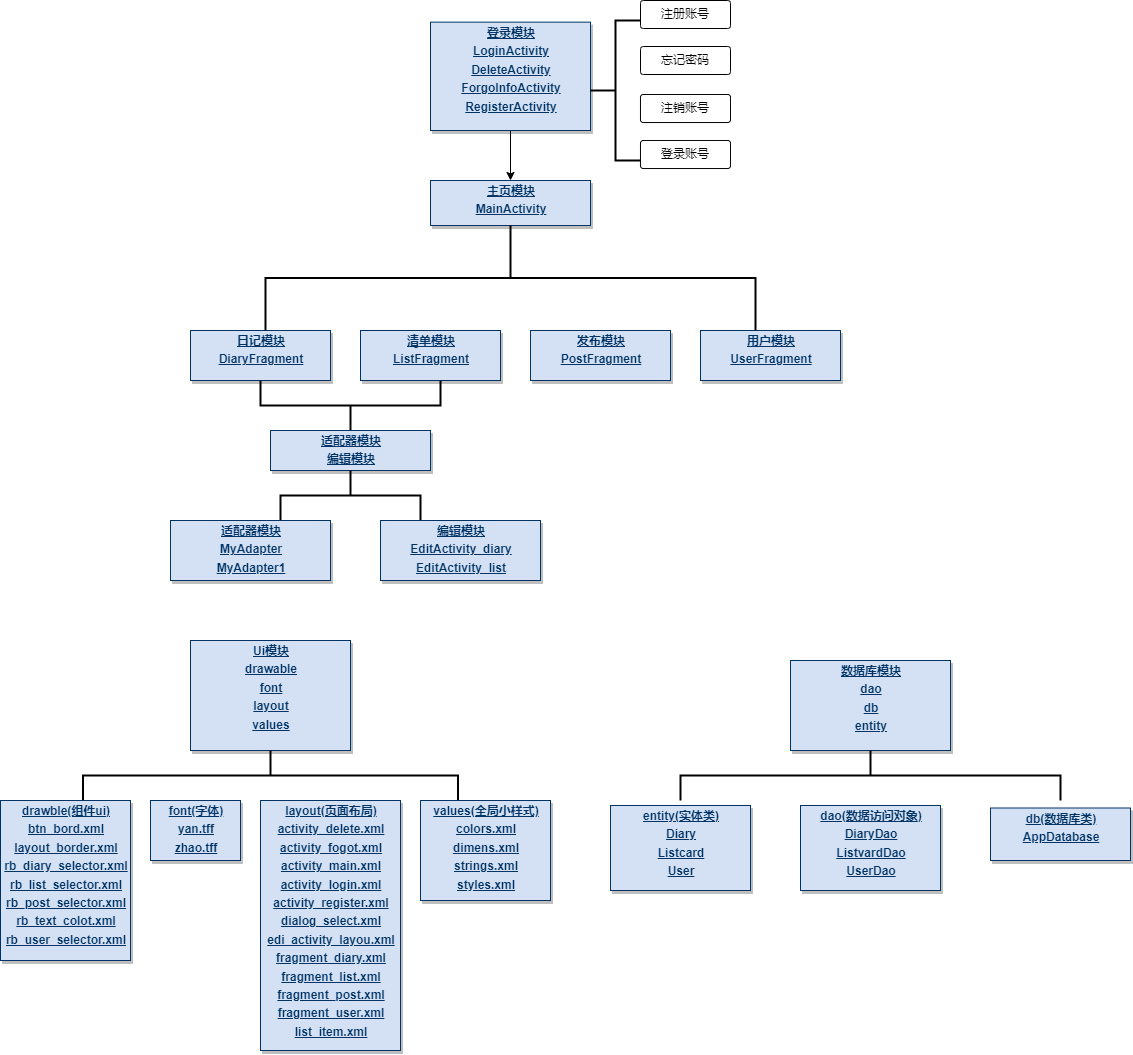 登录模块
LoginActivity
DeleteActivity
ForgoInfoActivity
RegisterActivity
注册账号
忘记密码
注销账号
登录账号
主页模块
MainActivity
日记模块
DiaryFragment
清单模块
ListFragment
发布模块
PostFragment
用户模块
UserFragment
适配器模块
编辑模块
适配器模块
MyAdapter
MyAdapter1
编辑模块
EditActivity_diary
EditActivity_list
Ui模块
drawable
font
layout
values
数据库模块
dao
db
entity
drawble(组件ui)
btn_bord.xml
layout_border.xml
rb_diary_selector.xml
rb_list_selector.xml
rb_post_selector.xml
rb_text_colot.xml
rb_user_selector.xml
font(字体)
yan.tff
zhao.tff
layout(页面布局)
activity_delete.xml
activity_fogot.xml
activity_main.xml
activity_login.xml
activity_register.xml
dialog_select.xml
edi_activity_layou.xml
fragment_diary.xml
fragment_list.xml
fragment_post.xml
fragment_user.xml
list_item.xml
values(全局小样式)
colors.xml
dimens.xml
strings.xml
styles.xml
entity(实体类)
Diary
Listcard
User
dao(数据访问对象)
DiaryDao
ListvardDao
UserDao
db(数据库类)
AppDatabase